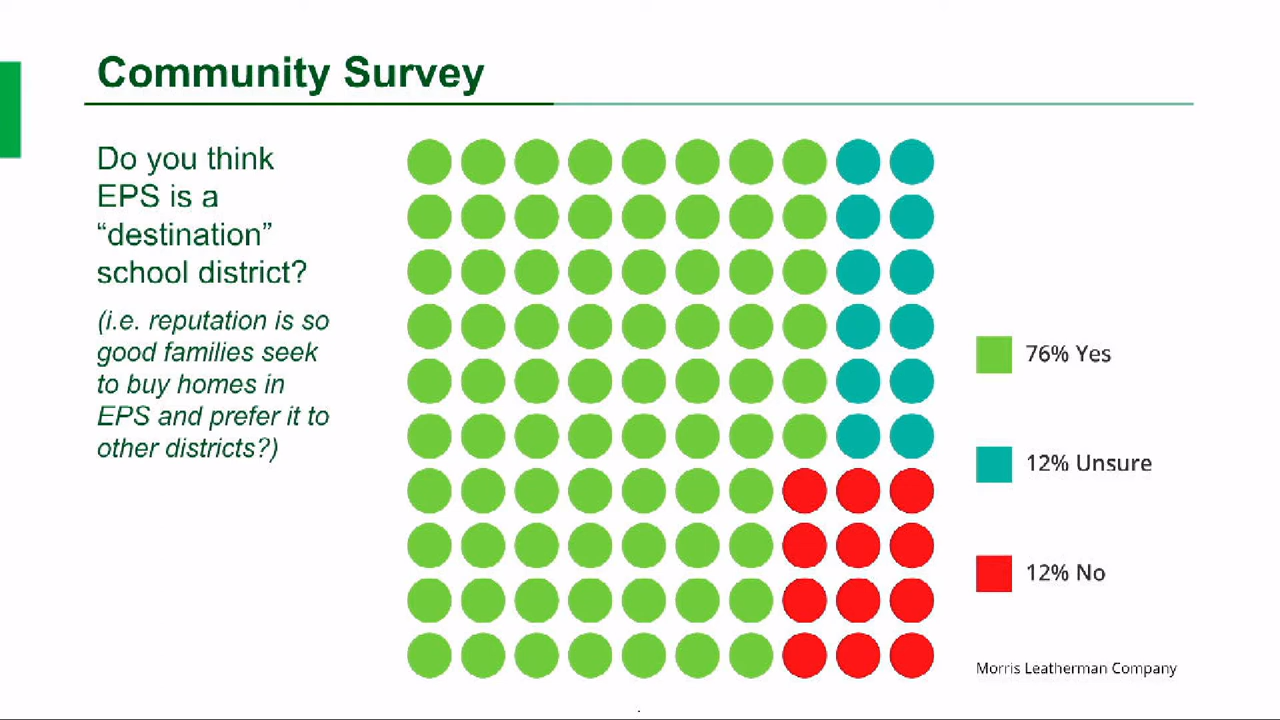 Community Survey
Do you think
EPS is a
“destination”
school district?
(i.e. reputation is so
good families seek
to buy homes in
EPS and prefer it to
other districts?)
76% Yes
12% Unsure
12% No
Morris Leatherman Company